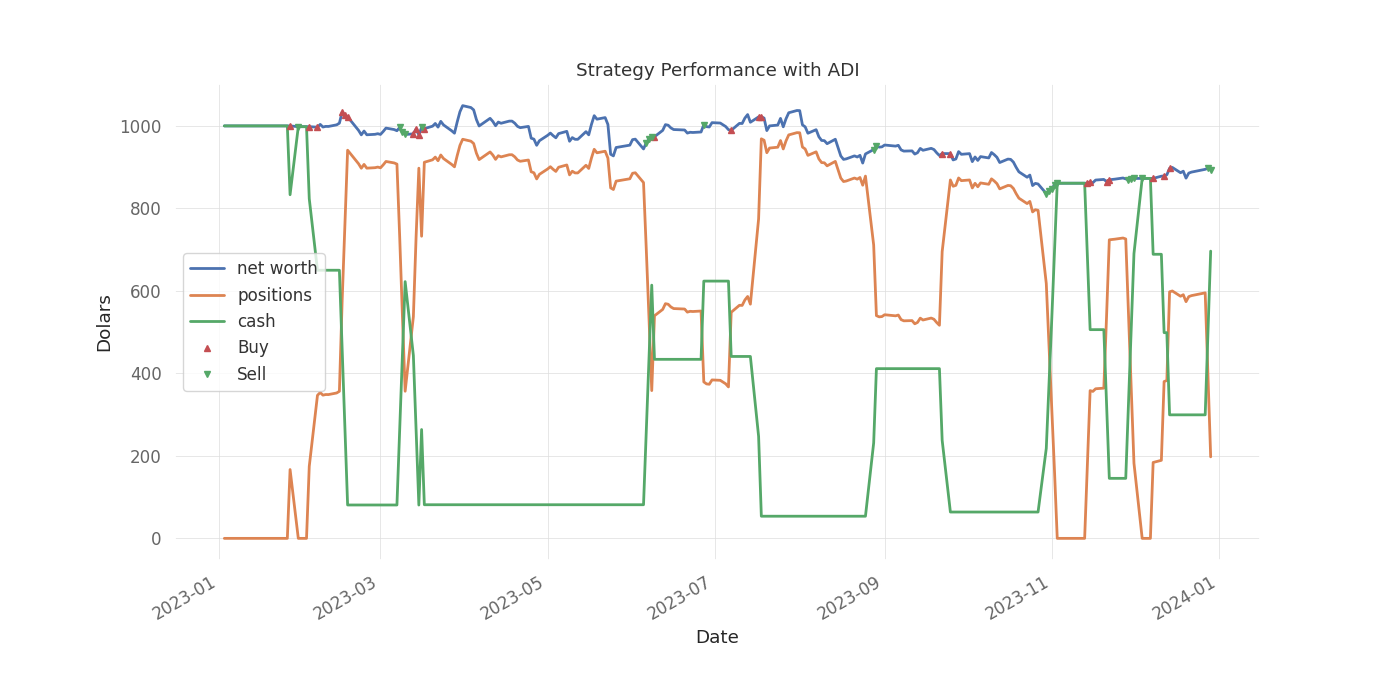 Strategy Performance with ADI
Dolars
1000
800
600
400
200
0
net worth
positions
cash
Buy
Sell
2023-01
2023-03
2023-05
2023-07
2023-09
2023-11
2024-01
Date